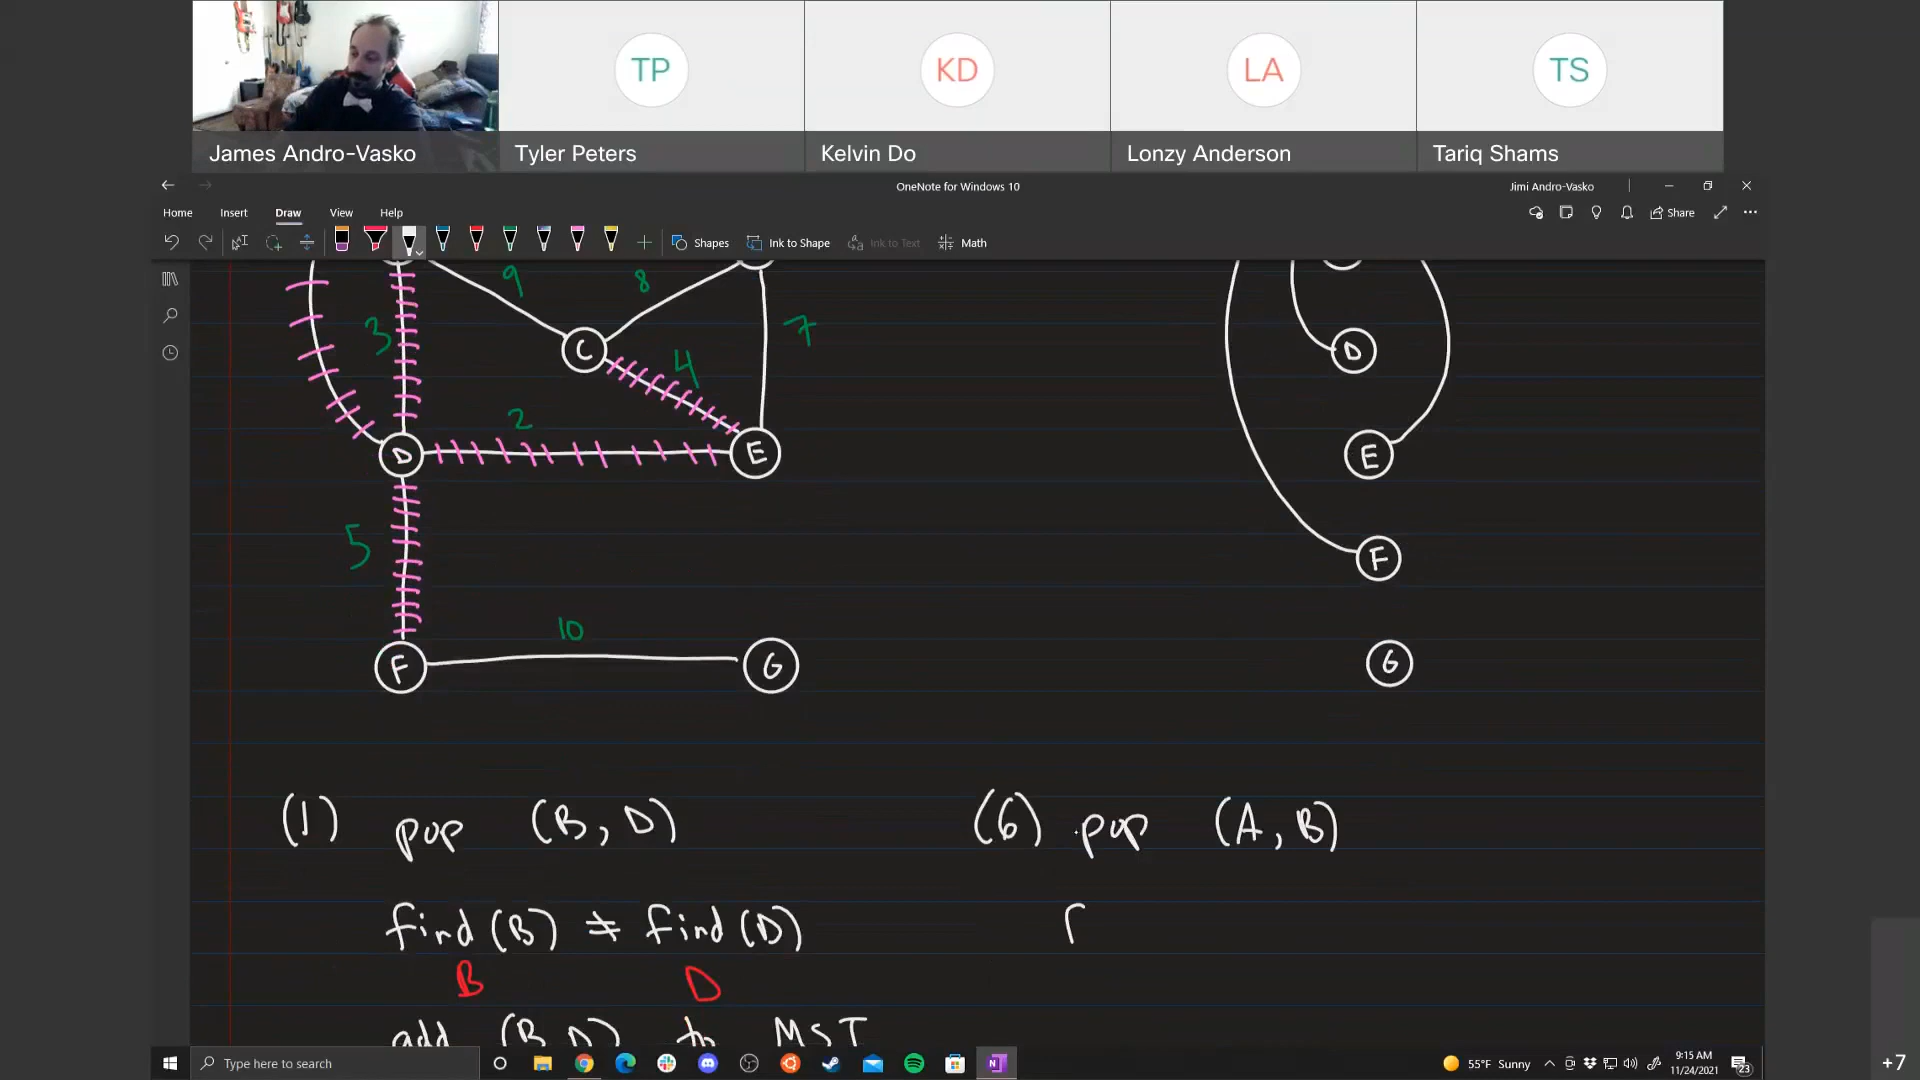 TP
KD
LA
TS
James Andro-Vasko
Tyler Peters
Kelvin Do
Lonzy Anderson
Tariq Shams
OneNote for Windows 10
Jimi Andro-Vasko
Home Insert Draw View Help
Share
Shapes
Ink to Shape
Ink to Text
Math
9
8
3
7
C
4
D
2
D
E
E
5
F
10
F
G
G
(1) pop (B, D)
(6) pop (A, B)
find (B) ≠ find (D)
B D
add (B, D) to MST
Type here to search
55°F Sunny
9:15 AM
11/24/2021
23
+7